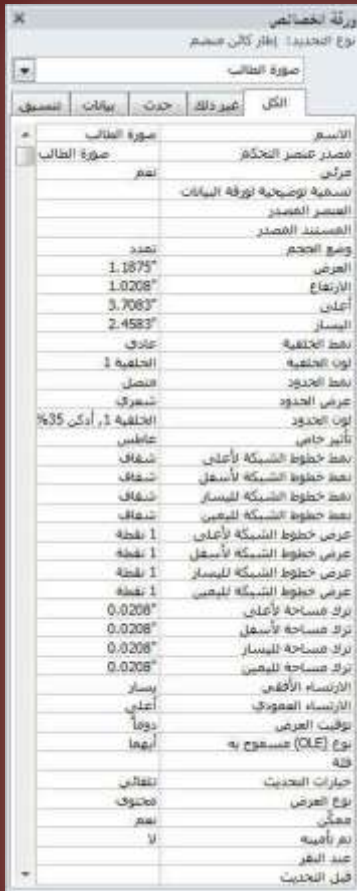 ورقة الخصائص
نوع التحديد: إطار كائن منضم
صورة الطالب
تنسيق بيانات حدث غير ذلك الكل
الاسم صورة الطالب
مصدر عنصر التحكم صورة الطالب
مرئي نعم
تسمية توضيحية لورقة البيانات
العنصر المصدر
المستند المصدر
وضع الحجم تمدد
العرض 1.1875"
الارتفاع 1.0208"
أعلى 3.7083"
اليسار 2.4583"
نمط الخلفية عادي
لون الخلفية الخلفية 1
نمط الحدود متصل
عرض الحدود شعري
لون الحدود الخلفية 1, أدكن 35%
تأثير خاص غاطس
نمط خطوط الشبكة لأعلى شفاف
نمط خطوط الشبكة لأسفل شفاف
نمط خطوط الشبكة لليسار شفاف
نمط خطوط الشبكة لليمين شفاف
عرض خطوط الشبكة لأعلى 1 نقطة
عرض خطوط الشبكة لأسفل 1 نقطة
عرض خطوط الشبكة لليسار 1 نقطة
عرض خطوط الشبكة لليمين 1 نقطة
ترك مساحة لأعلى 0.0208"
ترك مساحة لأسفل 0.0208"
ترك مساحة لليسار 0.0208"
ترك مساحة لليمين 0.0208"
الارتساء الأفقي يسار
الارتساء العمودي أعلى
توقيت العرض دوماً
نوع (OLE) مسموح به أيهما
فئة
خيارات التحديث تلقائي
نوع العرض محتوى
ممكّن نعم
تم تأمينه لا
عند النقر
قبل التحديث